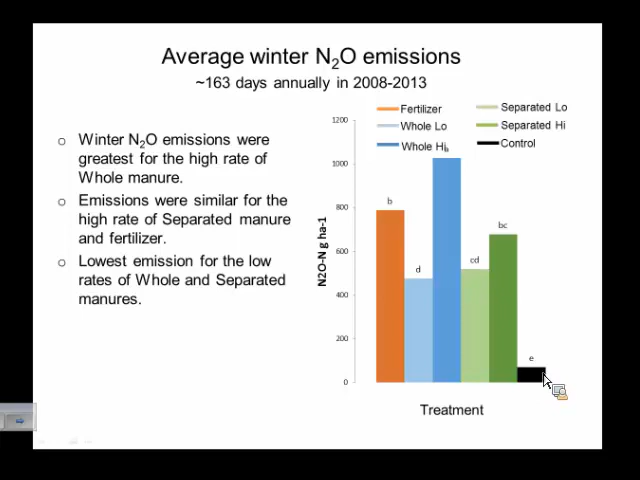 Average winter N2O emissions
~163 days annually in 2008-2013
o Winter N2O emissions were
greatest for the high rate of
Whole manure.
o Emissions were similar for the
high rate of Separated manure
and fertilizer.
o Lowest emission for the low
rates of Whole and Separated
manures.
Fertilizer
Separated Lo
Whole Lo
Separated Hi
Whole Hi
Control
N2O-N g ha-1
1200
1000
800
600
400
200
0
b
d
a
cd
bc
e
Treatment